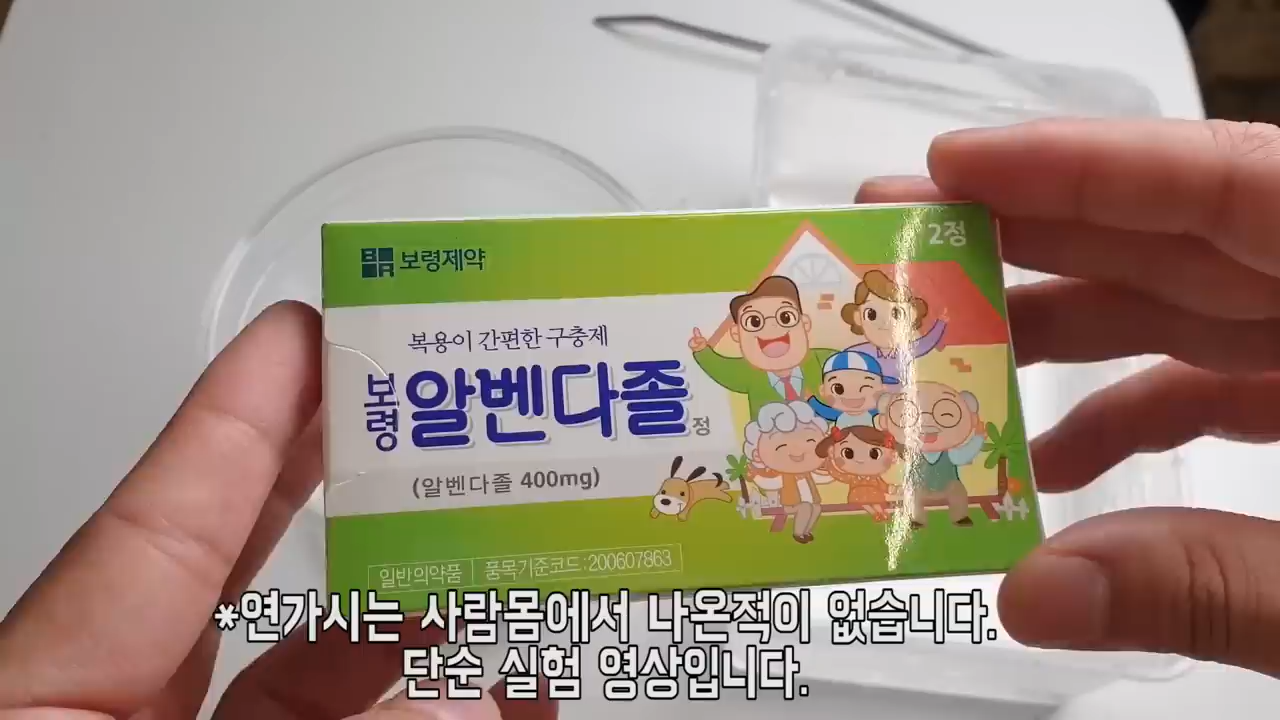 BR 보령제약
2정
복용이 간편한 구충제
보령 알벤다졸 정
(알벤다졸 400mg)
일반의약품 품목기준코드:200607863
*연가시는 사람몸에서 나온적이 없습니다.
단순 실험 영상입니다.